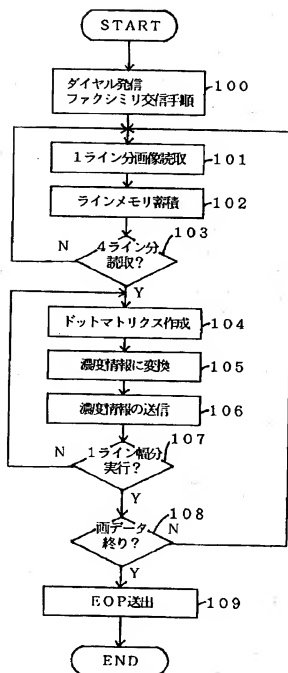 START
ダイヤル発信
ファクシミリ交信手順
100
1ライン分画像読取
101
ラインメモリ蓄積
102
103
N
4ライン分
読取?
Y
ドットマトリクス作成
104
濃度情報に変換
105
濃度情報の送信
106
107
N
1ライン幅分
実行?
Y
108
画データ
終り?
N
Y
EOP送出
109
END